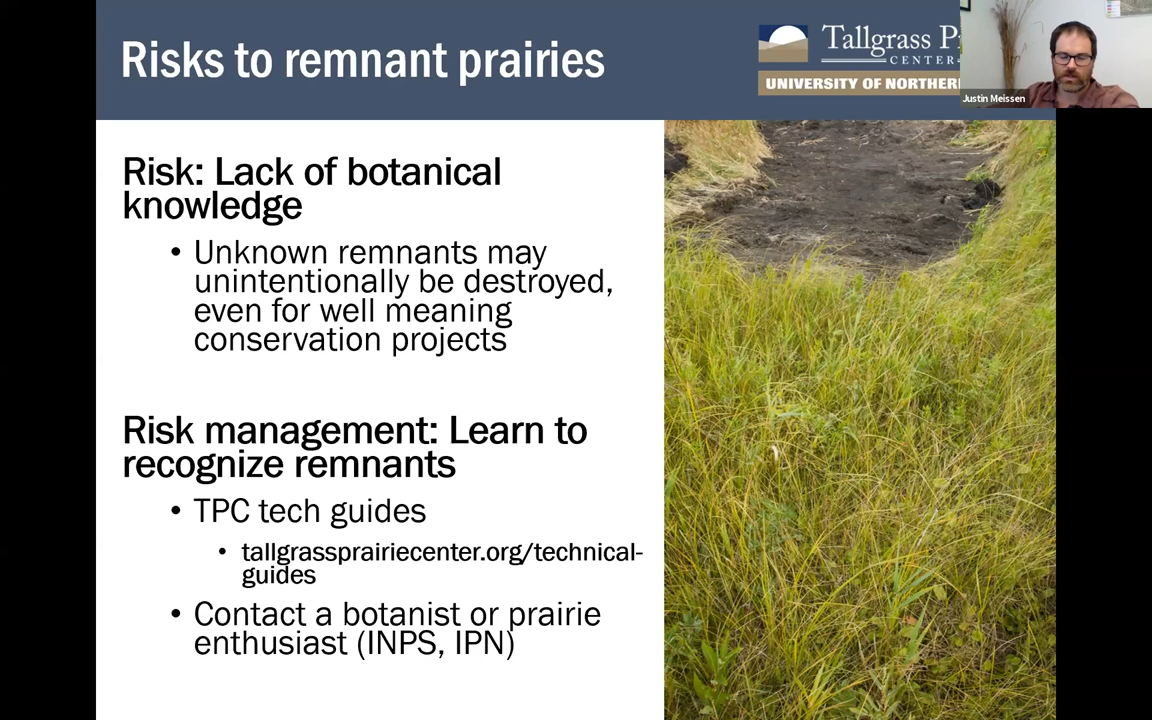 Risks to remnant prairies
Tallgrass
CENTER
UNIVERSITY OF NORTHERN
Justin Meissen
Risk: Lack of botanical
knowledge
• Unknown remnants may
unintentionally be destroyed,
even for well meaning
conservation projects
Risk management: Learn to
recognize remnants
• TPC tech guides
• tallgrassprairiecenter.org/technical-
guides
• Contact a botanist or prairie
enthusiast (INPS, IPN)